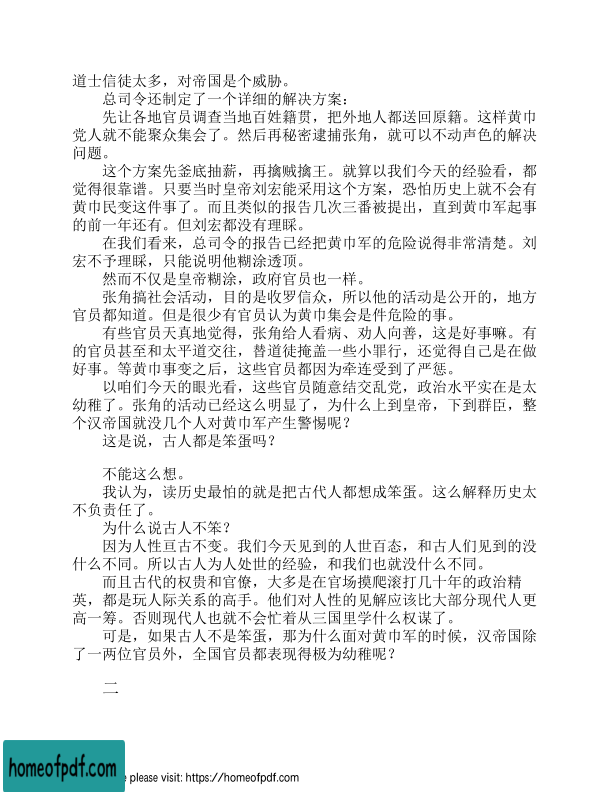 道士信徒太多，对帝国是个威胁。
总司令还制定了一个详细的解决方案：
先让各地官员调查当地百姓籍贯，把外地人都送回原籍。这样黄巾
党人就不能聚众集会了。然后再秘密逮捕张角，就可以不动声色的解决
问题。
这个方案先釜底抽薪，再擒贼擒王。就算以我们今天的经验看，都
觉得很靠谱。只要当时皇帝刘宏能采用这个方案，恐怕历史上就不会有
黄巾民变这件事了。而且类似的报告几次三番被提出，直到黄巾军起事
的前一年还有。但刘宏都没有理睬。
在我们看来，总司令的报告已经把黄巾军的危险说得非常清楚。刘
宏不予理睬，只能说明他糊涂透顶。
然而不仅是皇帝糊涂，政府官员也一样。
张角搞社会活动，目的是收罗信众，所以他的活动是公开的，地方
官员都知道。但是很少有官员认为黄巾集会是件危险的事。
有些官员天真地觉得，张角给人看病、劝人向善，这是好事嘛。有
的官员甚至和太平道交往，替道徒掩盖一些小罪行，还觉得自己是在做
好事。等黄巾事变之后，这些官员都因为牵连受到了严惩。
以咱们今天的眼光看，这些官员随意结交乱党，政治水平实在是太
幼稚了。张角的活动已经这么明显了，为什么上到皇帝，下到群臣，整
个汉帝国就没几个人对黄巾军产生警惕呢？
这是说，古人都是笨蛋吗？
不能这么想。
我认为，读历史最怕的就是把古代人都想成笨蛋。这么解释历史太
不负责任了。
为什么说古人不笨？
因为人性亘古不变。我们今天见到的人世百态，和古人们见到的没
什么不同。所以古人为人处世的经验，和我们也就没什么不同。
而且古代的权贵和官僚，大多是在官场摸爬滚打几十年的政治精
英，都是玩人际关系的高手。他们对人性的见解应该比大部分现代人更
高一筹。否则现代人也就不会忙着从三国里学什么权谋了。
可是，如果古人不是笨蛋，那为什么面对黄巾军的时候，汉帝国除
了一两位官员外，全国官员都表现得极为幼稚呢？
二
homeofpdf.com
e please visit: https://homeofpdf.com